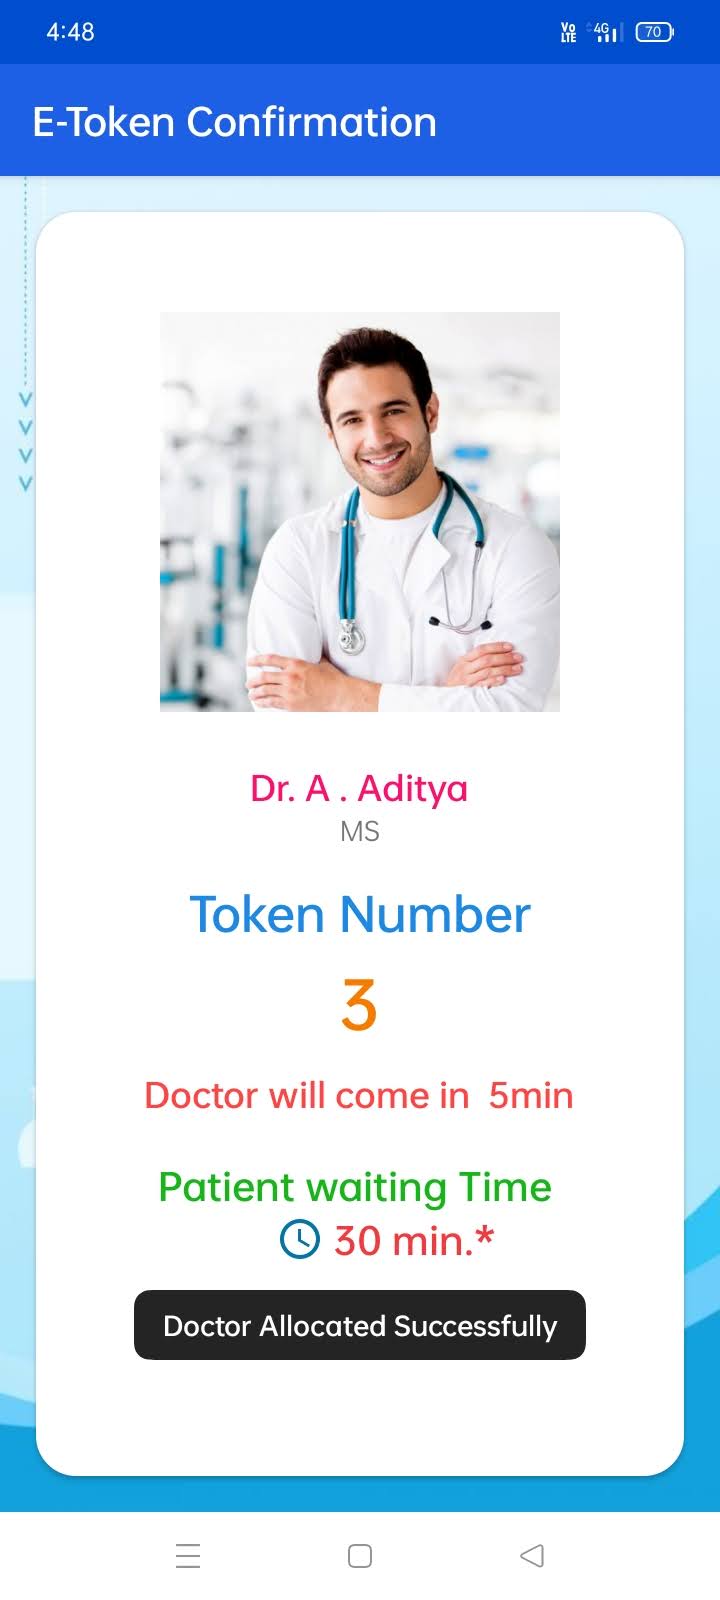 4:48
Vo LTE 4G 70
E-Token Confirmation
Dr. A . Aditya
MS
Token Number
3
Doctor will come in  5min
Patient waiting Time
30 min.*
Doctor Allocated Successfully